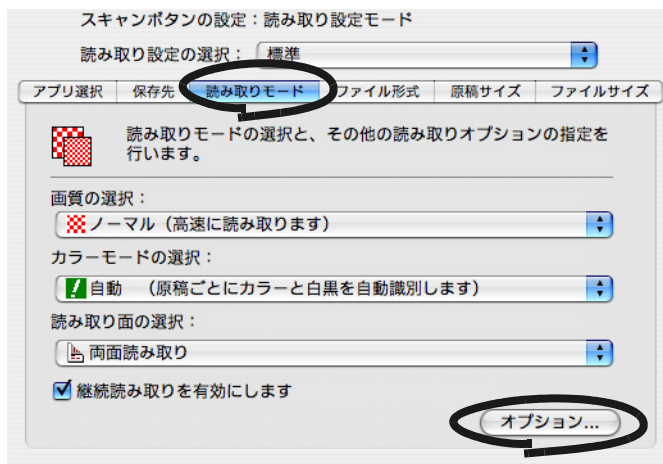 スキャンボタンの設定：読み取り設定モード
読み取り設定の選択： 標準
アプリ選択 保存先 読み取りモード ファイル形式 原稿サイズ ファイルサイズ
読み取りモードの選択と、その他の読み取りオプションの指定を
行います。
画質の選択：
ノーマル（高速に読み取ります）
カラーモードの選択：
自動 （原稿ごとにカラーと白黒を自動識別します）
読み取り面の選択：
両面読み取り
継続読み取りを有効にします
オプション...